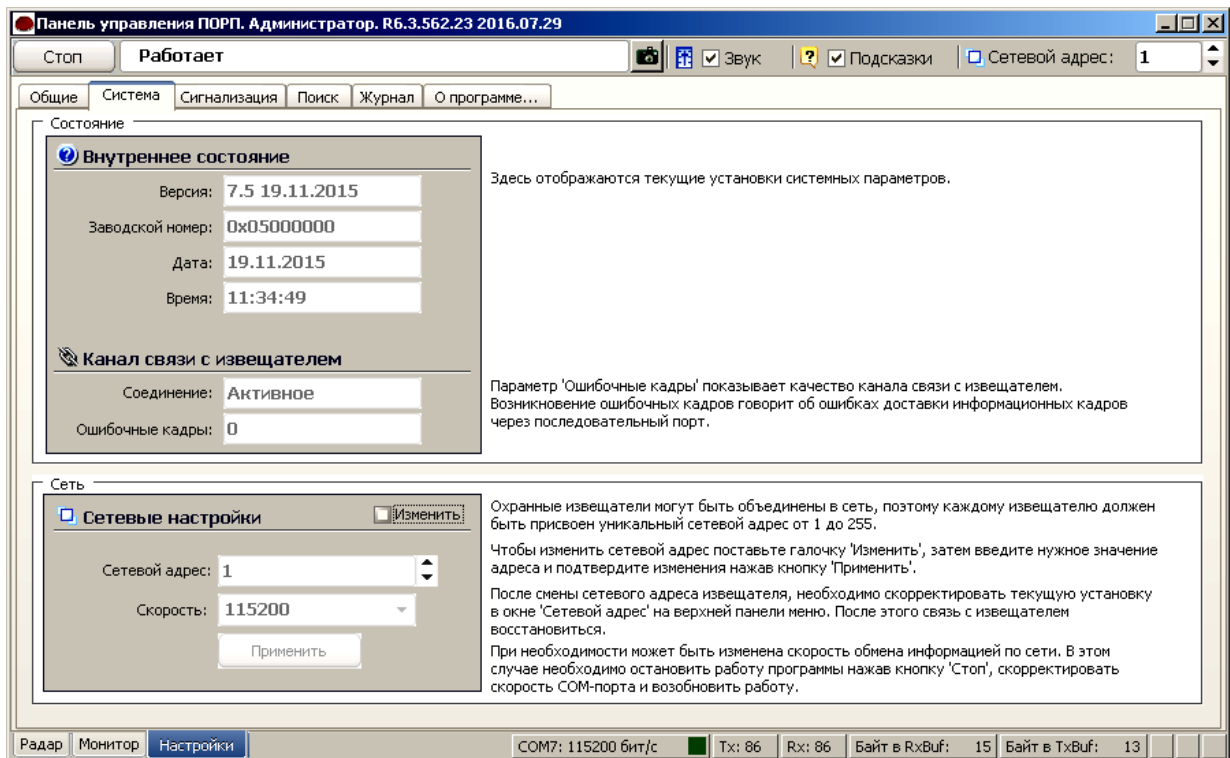 Панель управления ПОРП. Администратор. R6.3.562.23 2016.07.29
Стоп Работает Звук Подсказки Сетевой адрес: 1
Общие Система Сигнализация Поиск Журнал О программе...
Состояние
Внутреннее состояние
Версия: 7.5 19.11.2015
Здесь отображаются текущие установки системных параметров.
Заводской номер: 0x05000000
Дата: 19.11.2015
Время: 11:34:49
Канал связи с извещателем
Соединение: Активное
Ошибочные кадры: 0
Параметр 'Ошибочные кадры' показывает качество канала связи с извещателем.
Возникновение ошибочных кадров говорит об ошибках доставки информационных кадров
через последовательный порт.
Сеть
Сетевые настройки Изменить
Сетевой адрес: 1
Скорость: 115200
Применить
Охранные извещатели могут быть объединены в сеть, поэтому каждому извещателю должен
быть присвоен уникальный сетевой адрес от 1 до 255.
Чтобы изменить сетевой адрес поставьте галочку 'Изменить', затем введите нужное значение
адреса и подтвердите изменения нажав кнопку 'Применить'.
После смены сетевого адреса извещателя, необходимо скорректировать текущую установку
в окне 'Сетевой адрес' на верхней панели меню. После этого связь с извещателем
восстановиться.
При необходимости может быть изменена скорость обмена информацией по сети. В этом
случае необходимо остановить работу программы нажав кнопку 'Стоп', скорректировать
скорость COM-порта и возобновить работу.
Радар Монитор Настройки COM7: 115200 бит/с Tx: 86 Rx: 86 Байт в RxBuf: 15 Байт в TxBuf: 13